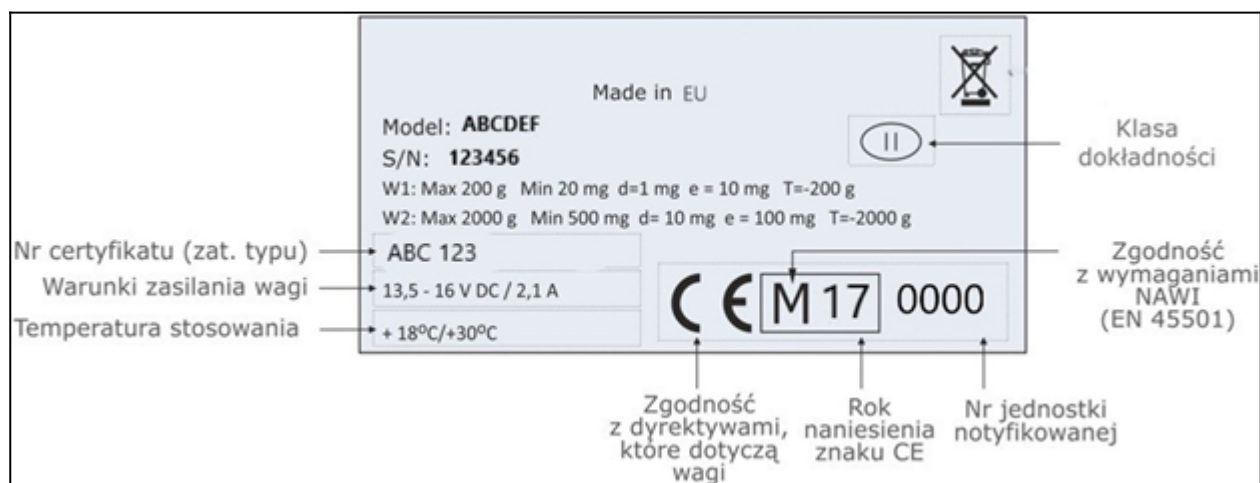 Made in EU
Model: ABCDEF
S/N: 123456
II
Klasa
dokładności
W1: Max 200 g Min 20 mg d=1 mg e = 10 mg T=-200 g
W2: Max 2000 g Min 500 mg d= 10 mg e = 100 mg T=-2000 g
Nr certyfikatu (zat. typu)
ABC 123
Warunki zasilania wagi
13,5 - 16 V DC / 2,1 A
Temperatura stosowania
+ 18⁰C/+30⁰C
CE M 17 0000
Zgodność
z wymaganiami
NAWI
(EN 45501)
Zgodność
z dyrektywami,
które dotyczą
wagi
Rok
naniesienia
znaku CE
Nr jednostki
notyfikowanej